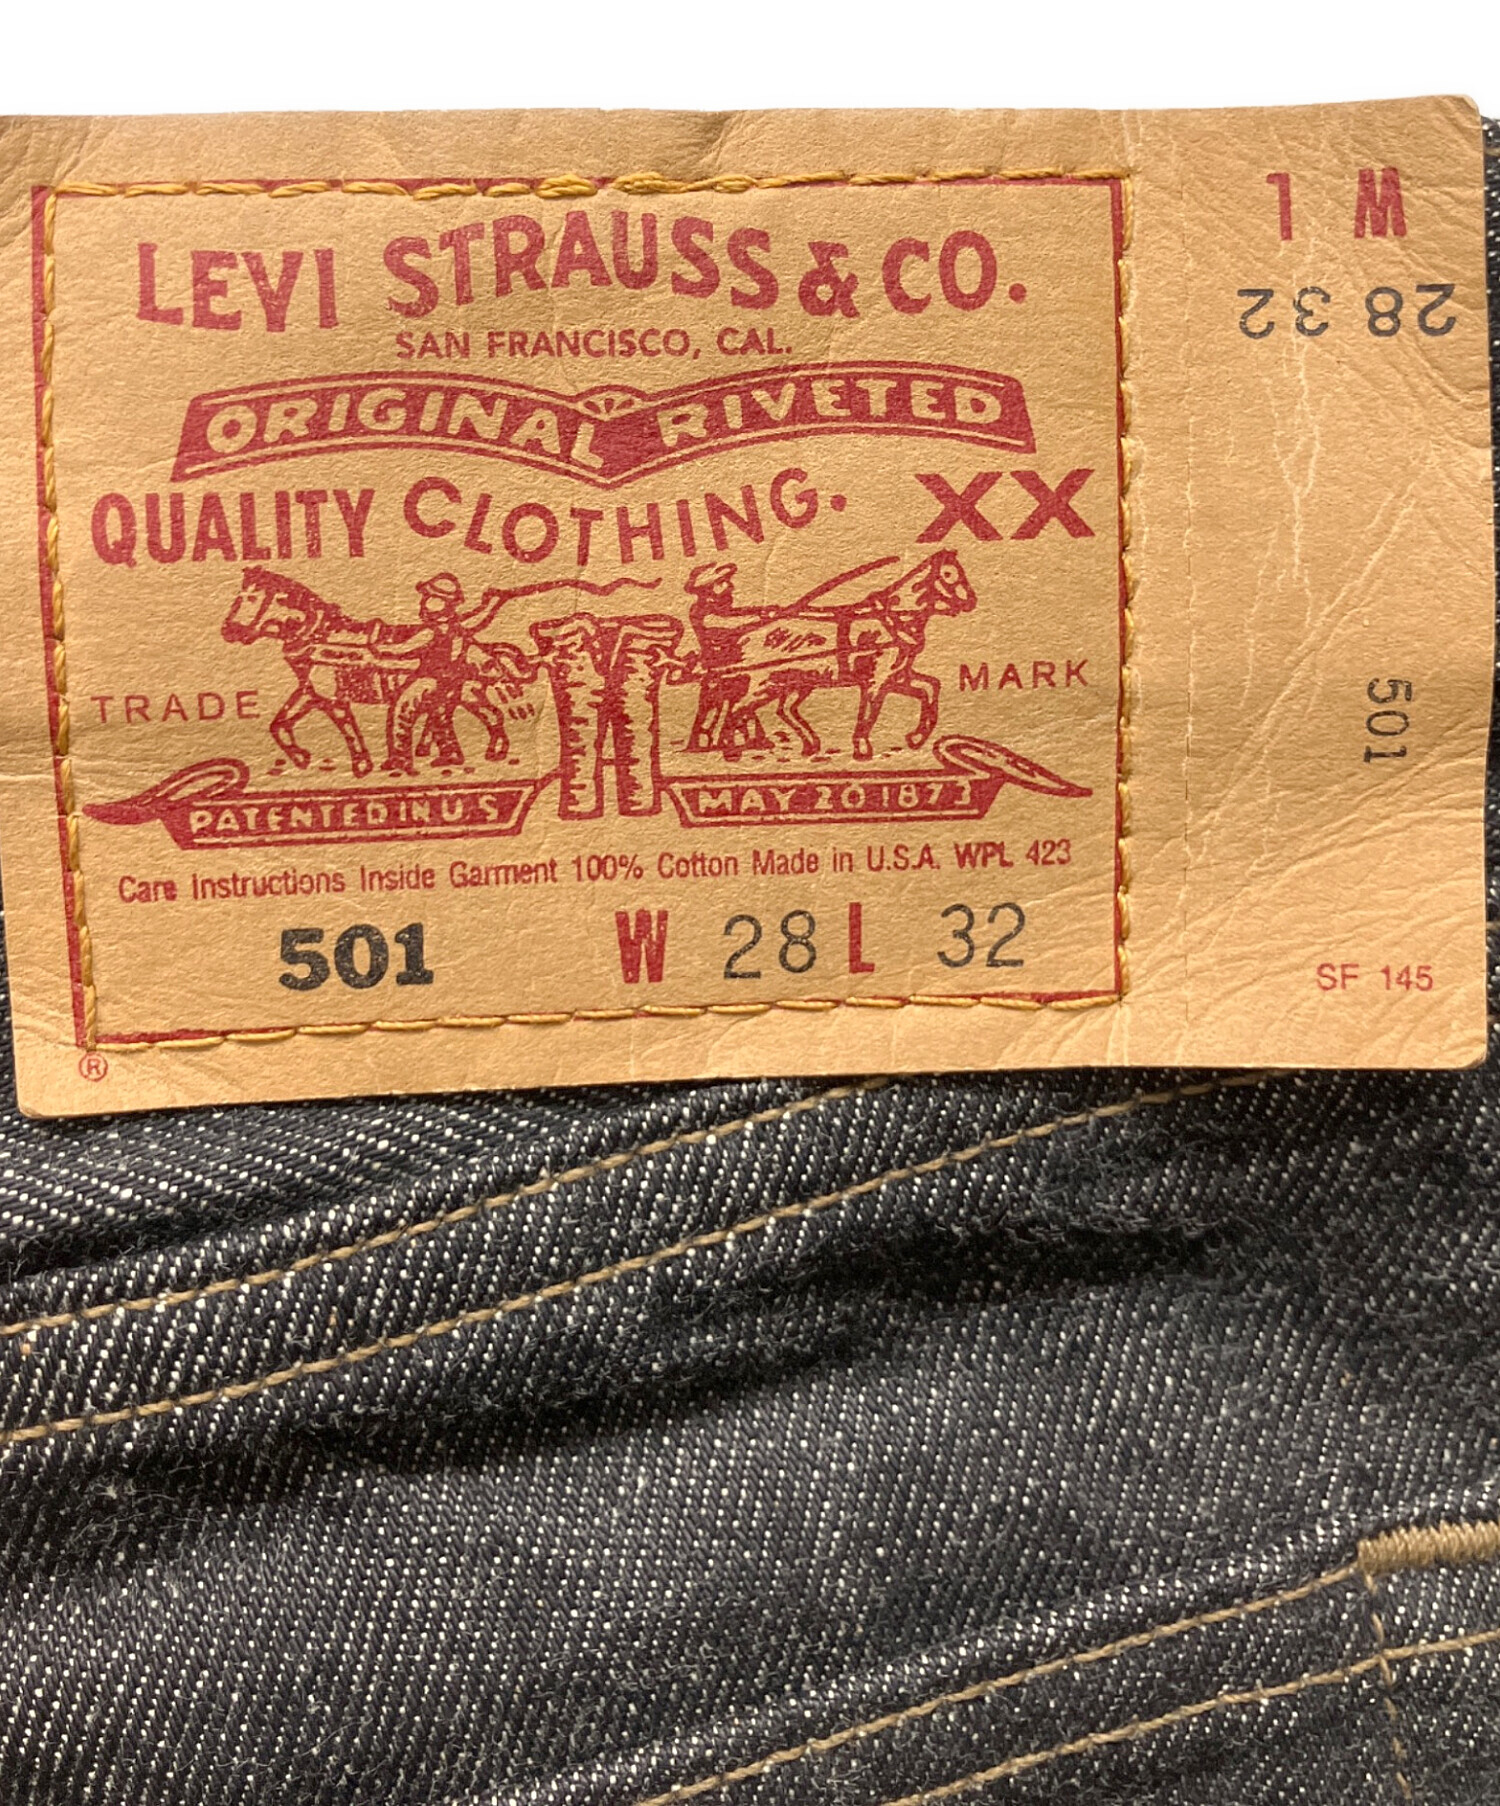 LEVI STRAUSS & CO.
SAN FRANCISCO, CAL.
ORIGINAL RIVETED
QUALITY CLOTHING. XX
TRADE MARK
PATENTED IN U.S
MAY 20 1873
Care Instructions Inside Garment 100% Cotton Made in U.S.A. WPL 423
501 W 28 L 32
®
W L
28 32
501
SF 145